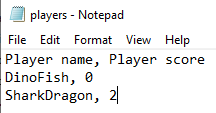 players - Notepad
File Edit Format View Help
Player name, Player score
DinoFish, 0
SharkDragon, 2